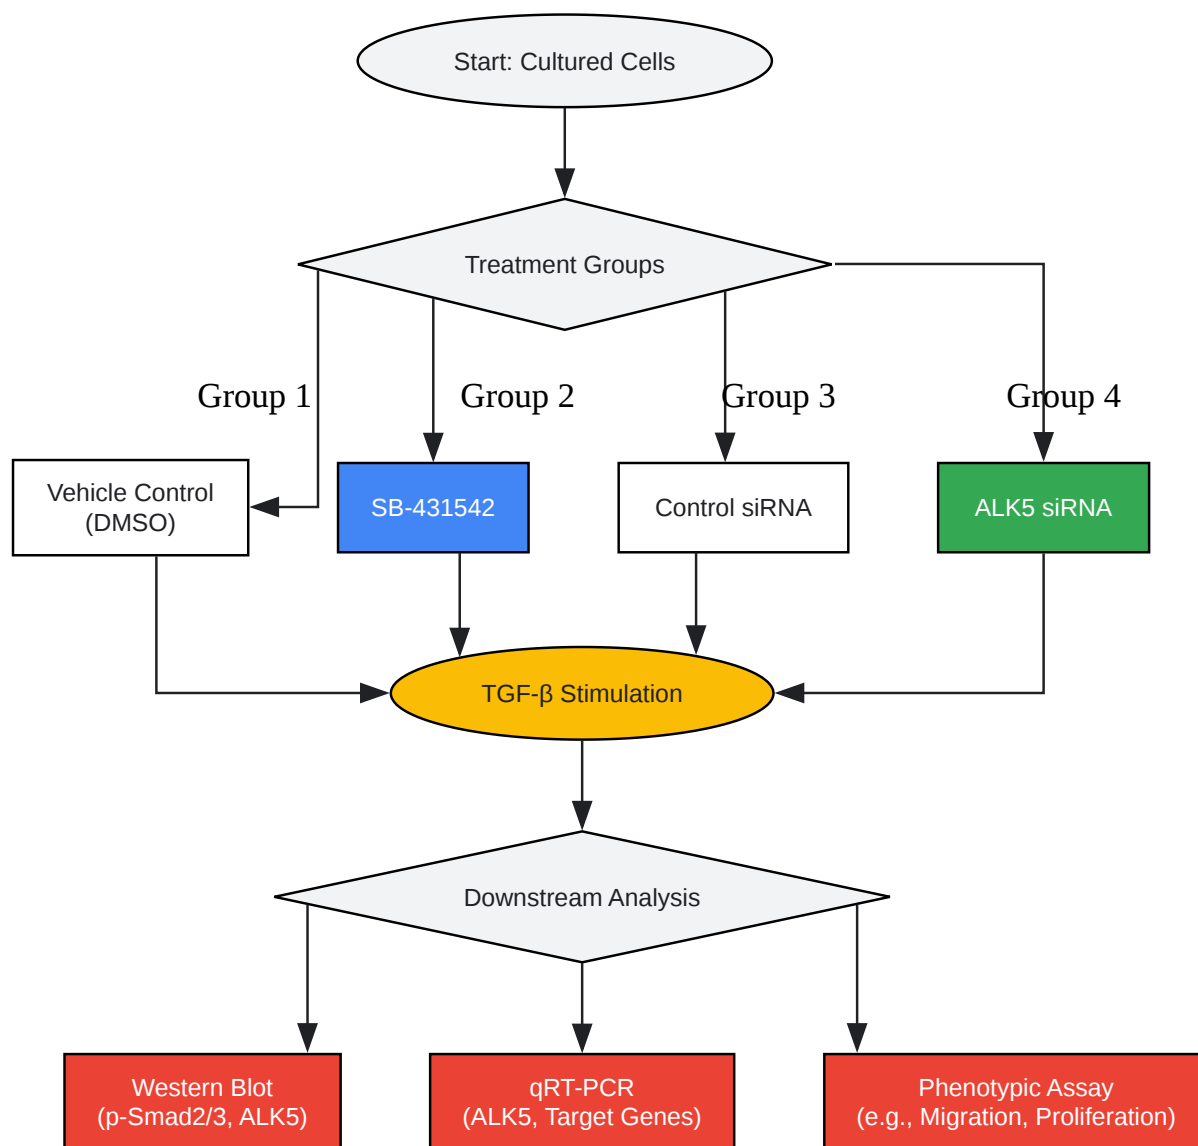 Start: Cultured Cells
Treatment Groups
Group 1
Group 2
Group 3
Group 4
Vehicle Control
(DMSO)
SB-431542
Control siRNA
ALK5 siRNA
TGF-β Stimulation
Downstream Analysis
Western Blot
(p-Smad2/3, ALK5)
qRT-PCR
(ALK5, Target Genes)
Phenotypic Assay
(e.g., Migration, Proliferation)